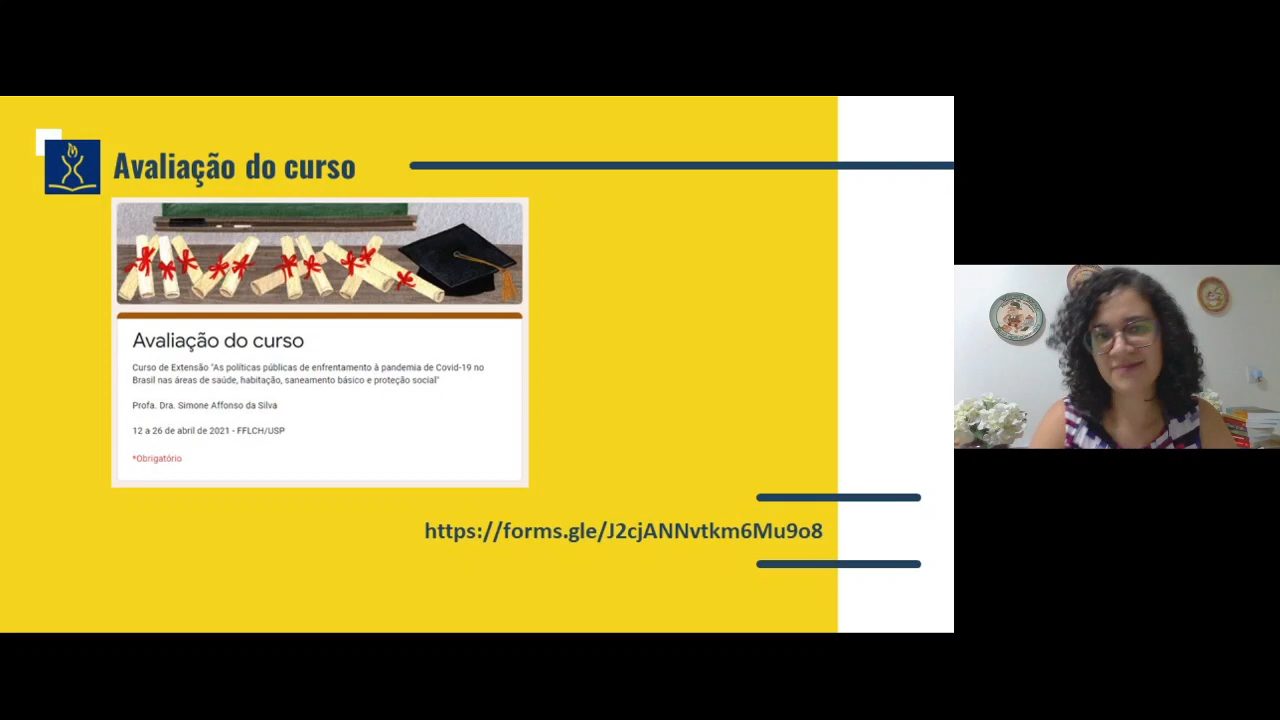 Avaliação do curso
Avaliação do curso
Curso de Extensão "As políticas públicas de enfrentamento à pandemia de Covid-19 no
Brasil nas áreas de saúde, habitação, saneamento básico e proteção social"
Profa. Dra. Simone Affonso da Silva
12 a 26 de abril de 2021 - FFLCH/USP
*Obrigatório
https://forms.gle/J2cjANNvtkm6Mu9o8